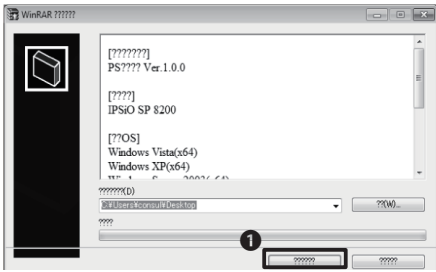 WinRAR ??????
[???????]
PS???? Ver.1.0.0
[????]
IPSiO SP 8200
[??OS]
Windows Vista(x64)
Windows XP(x64)
???????(D)
C:¥Users¥consul¥Desktop
??(W)...
????
1
??????
?????